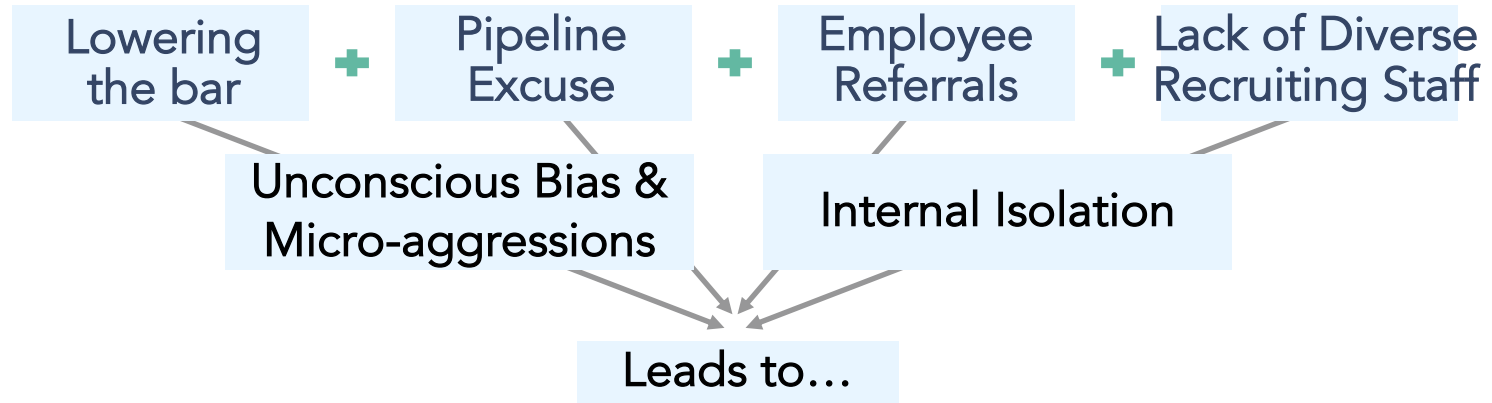 Lowering
the bar
Pipeline
Excuse
Employee
Referrals
Lack of Diverse
Recruiting Staff
Unconscious Bias &
Micro-aggressions
Internal Isolation
Leads to...